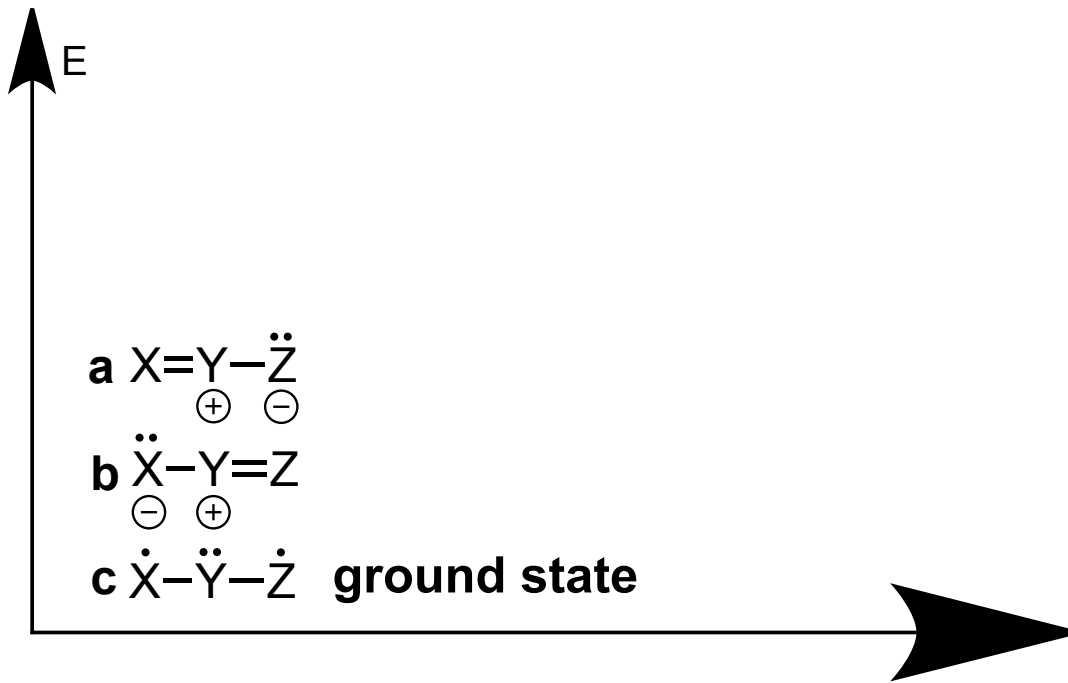 E
a X=Y–Z̈
⊕ ⊖
b Ẍ–Y=Z
⊖ ⊕
c Ẋ–Ÿ–Ż ground state